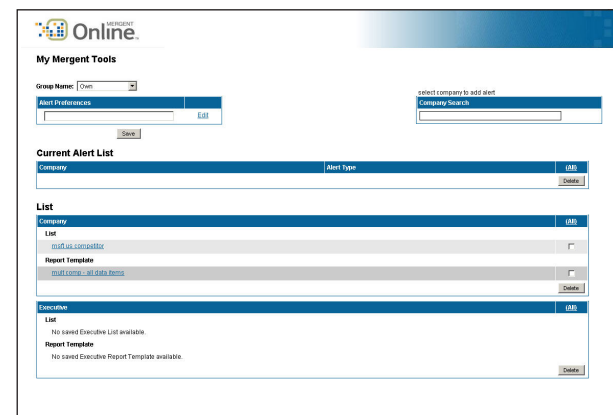 MERGENT
Online™
My Mergent Tools
Group Name: Own
select company to add alert
Alert Preferences
Company Search
Edit
Save
Current Alert List
Company Alert Type (All)
Delete
List
Company (All)
List
msft us competitor
Report Template
mult comp - all data items
Delete
Executive (All)
List
No saved Executive List available.
Report Template
No saved Executive Report Template available.
Delete